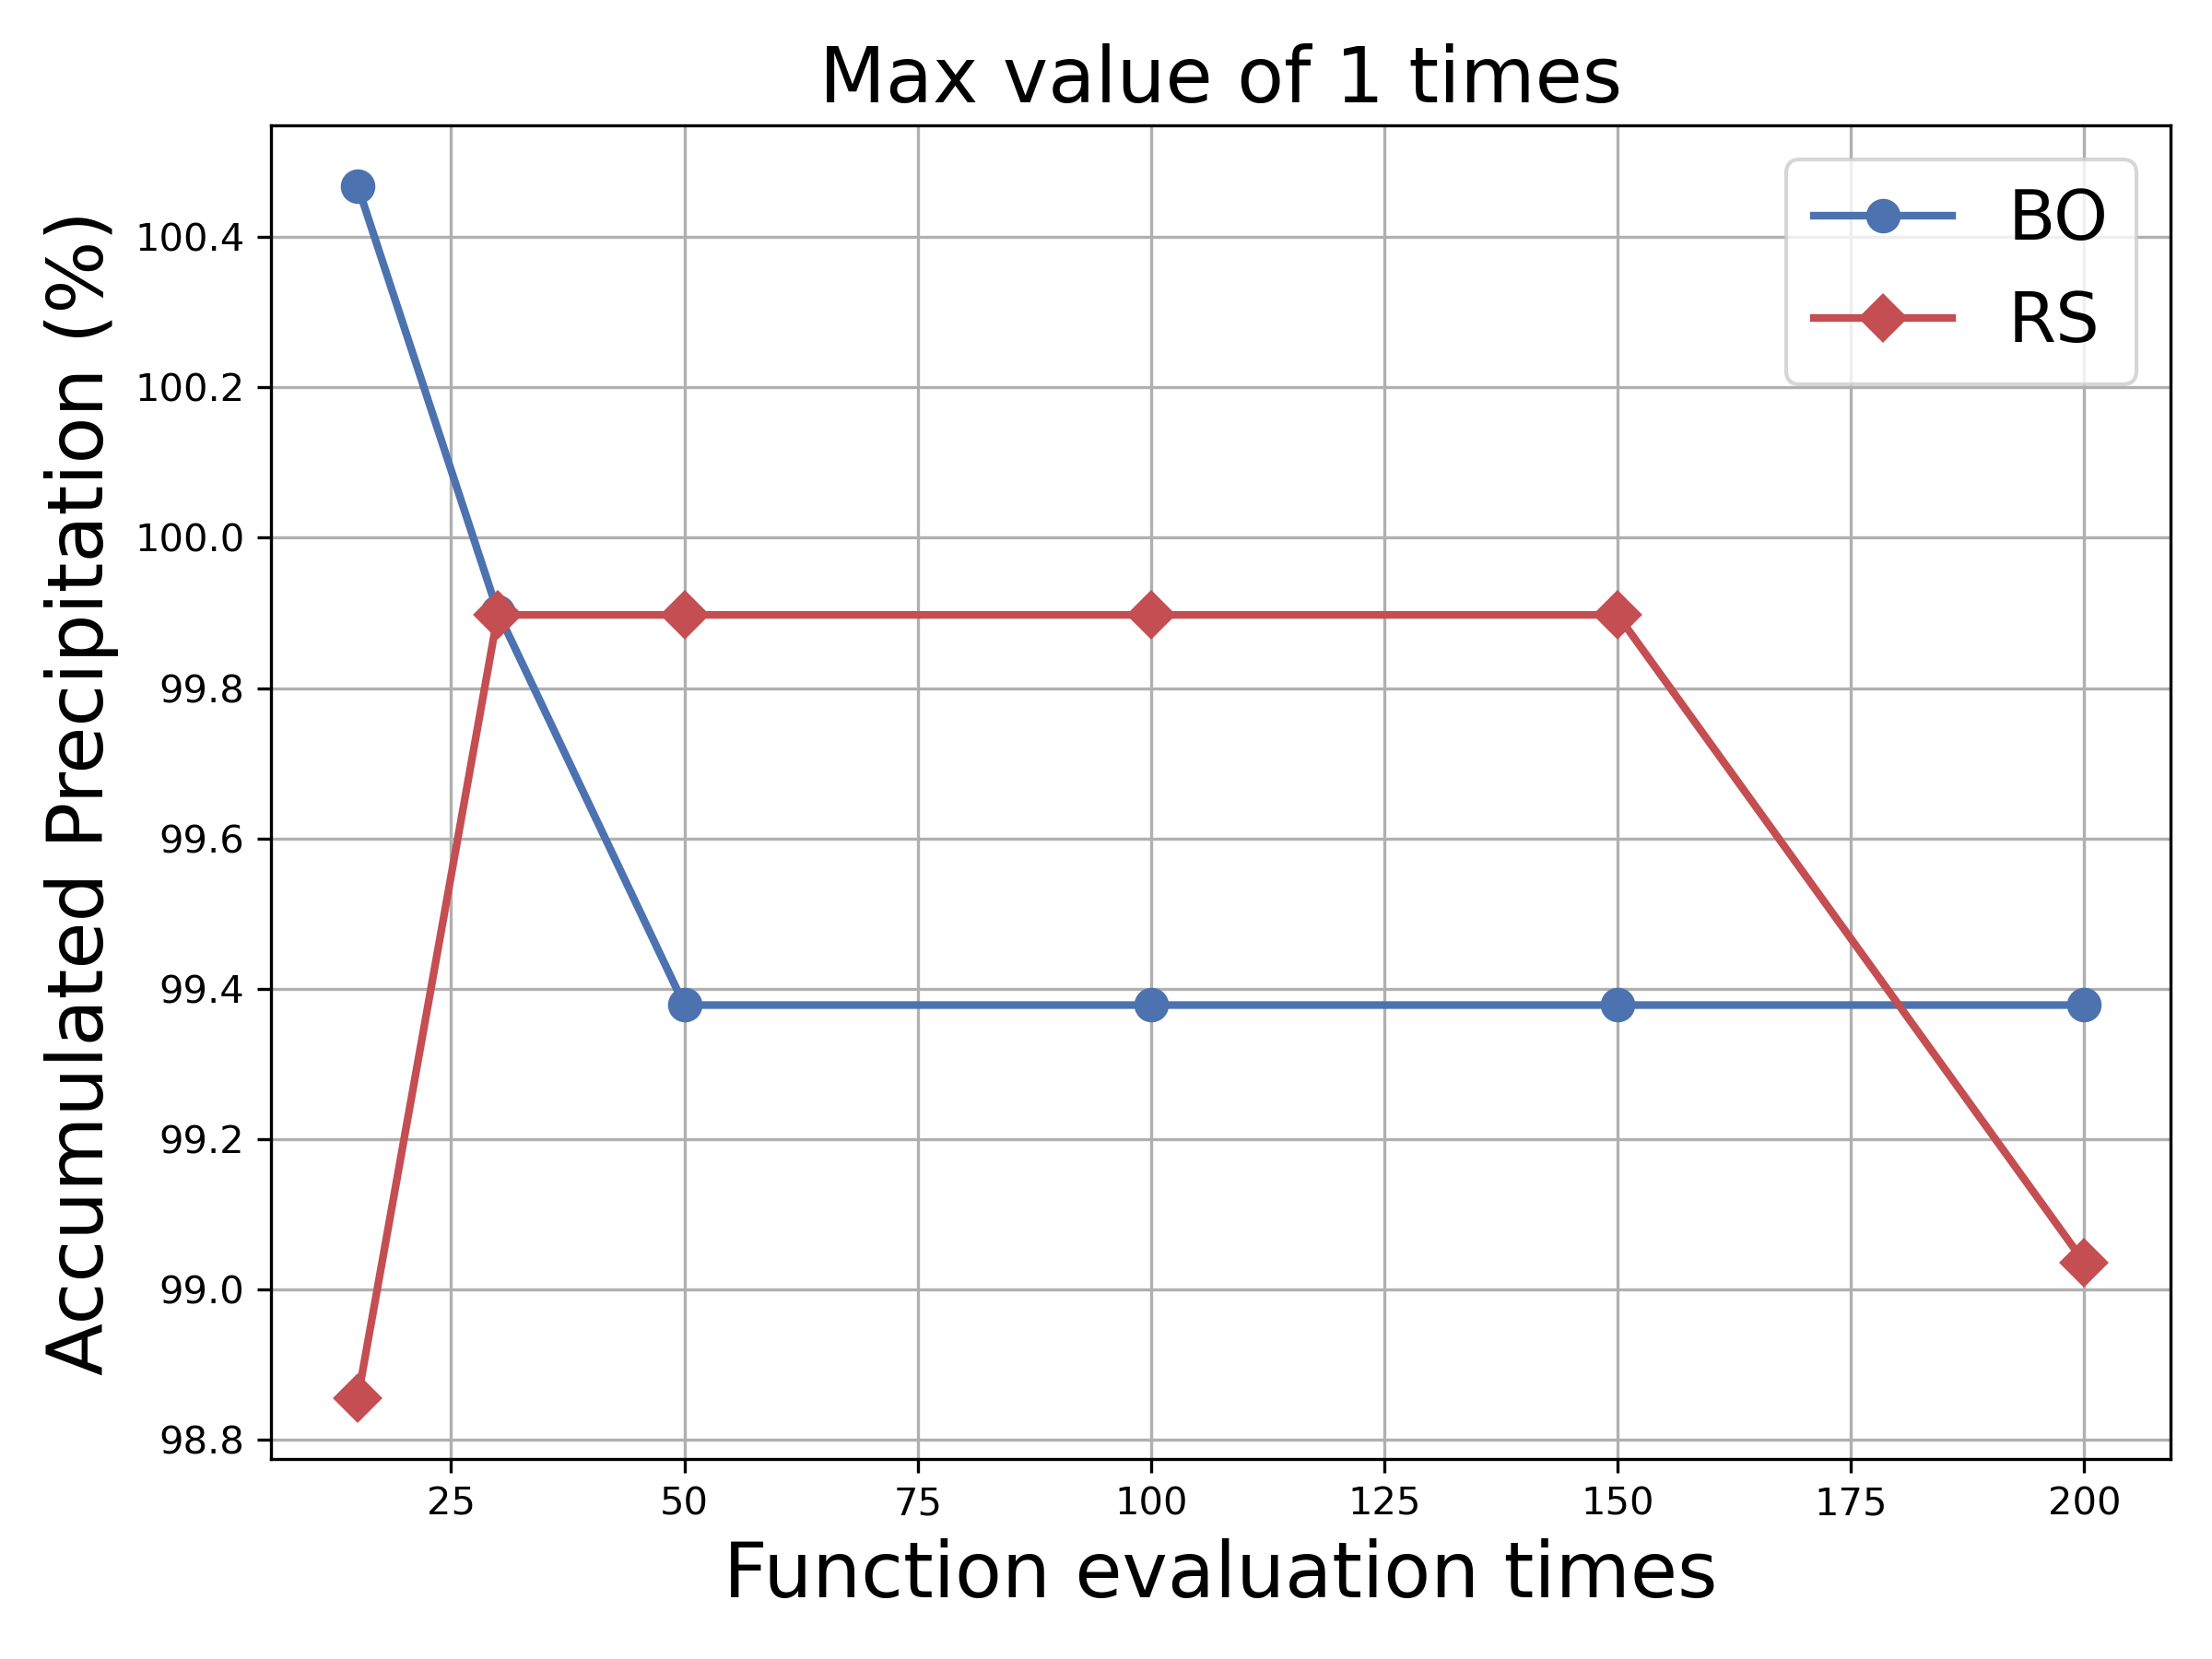 Max value of 1 times
BO
RS
Accumulated Precipitation (%)
100.4
100.2
100.0
99.8
99.6
99.4
99.2
99.0
98.8
25 50 75 100 125 150 175 200
Function evaluation times